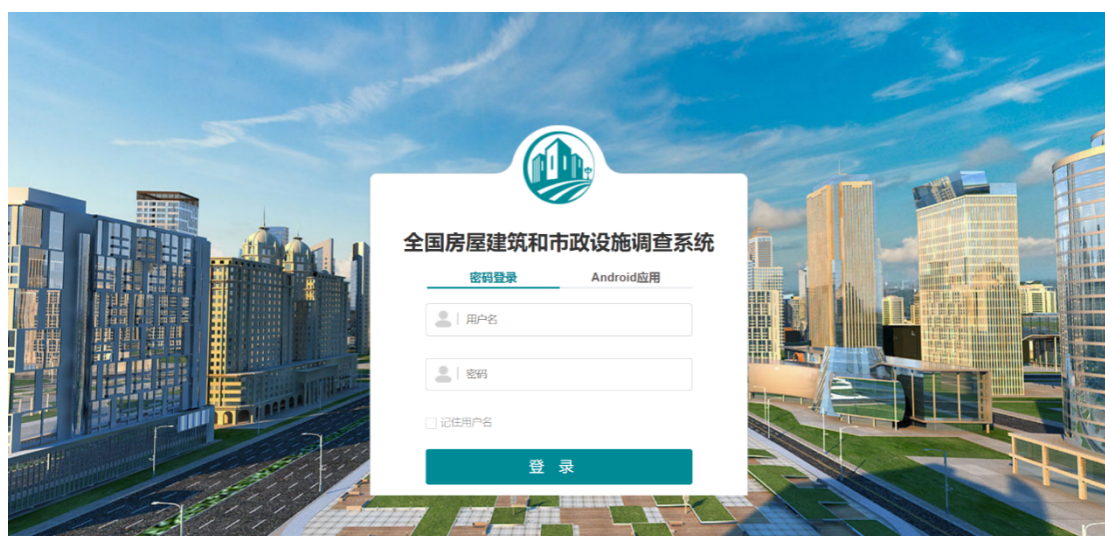 全国房屋建筑和市政设施调查系统
密码登录 Android应用
用户名
密码
记住用户名
登 录